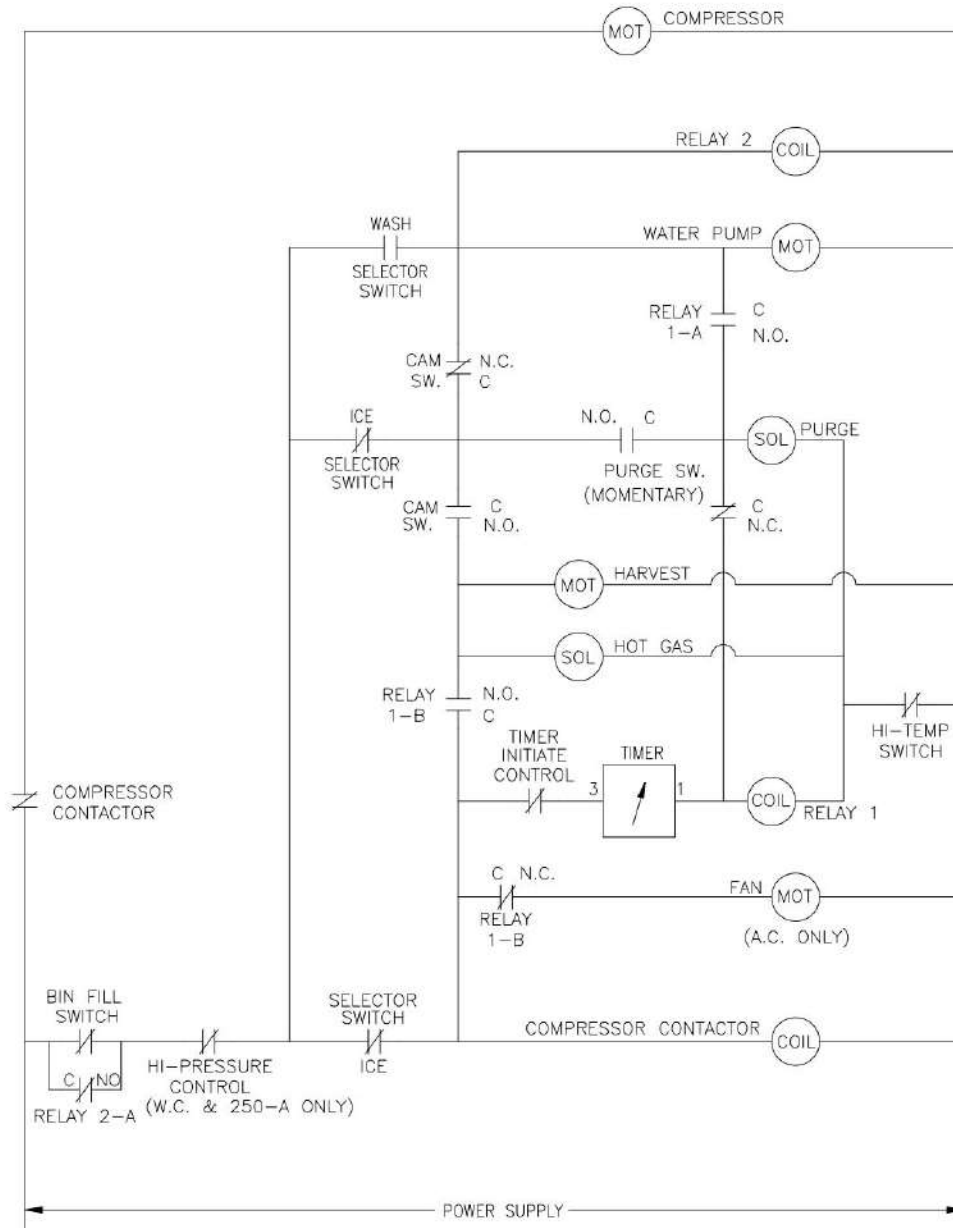 MOT COMPRESSOR
RELAY 2 COIL
WASH
SELECTOR
SWITCH
WATER PUMP MOT
RELAY
1-A
C
N.O.
CAM
SW.
N.C.
C
ICE
SELECTOR
SWITCH
N.O. C
PURGE SW.
(MOMENTARY)
SOL PURGE
CAM
SW.
C
N.O.
C
N.C.
MOT HARVEST
SOL HOT GAS
RELAY
1-B
N.O.
C
HI-TEMP
SWITCH
TIMER
INITIATE
CONTROL
TIMER
3 1
COIL RELAY 1
COMPRESSOR
CONTACTOR
C N.C.
RELAY
1-B
FAN MOT
(A.C. ONLY)
BIN FILL
SWITCH
C NO
RELAY 2-A
HI-PRESSURE
CONTROL
(W.C. & 250-A ONLY)
SELECTOR
SWITCH
ICE
COMPRESSOR CONTACTOR COIL
POWER SUPPLY